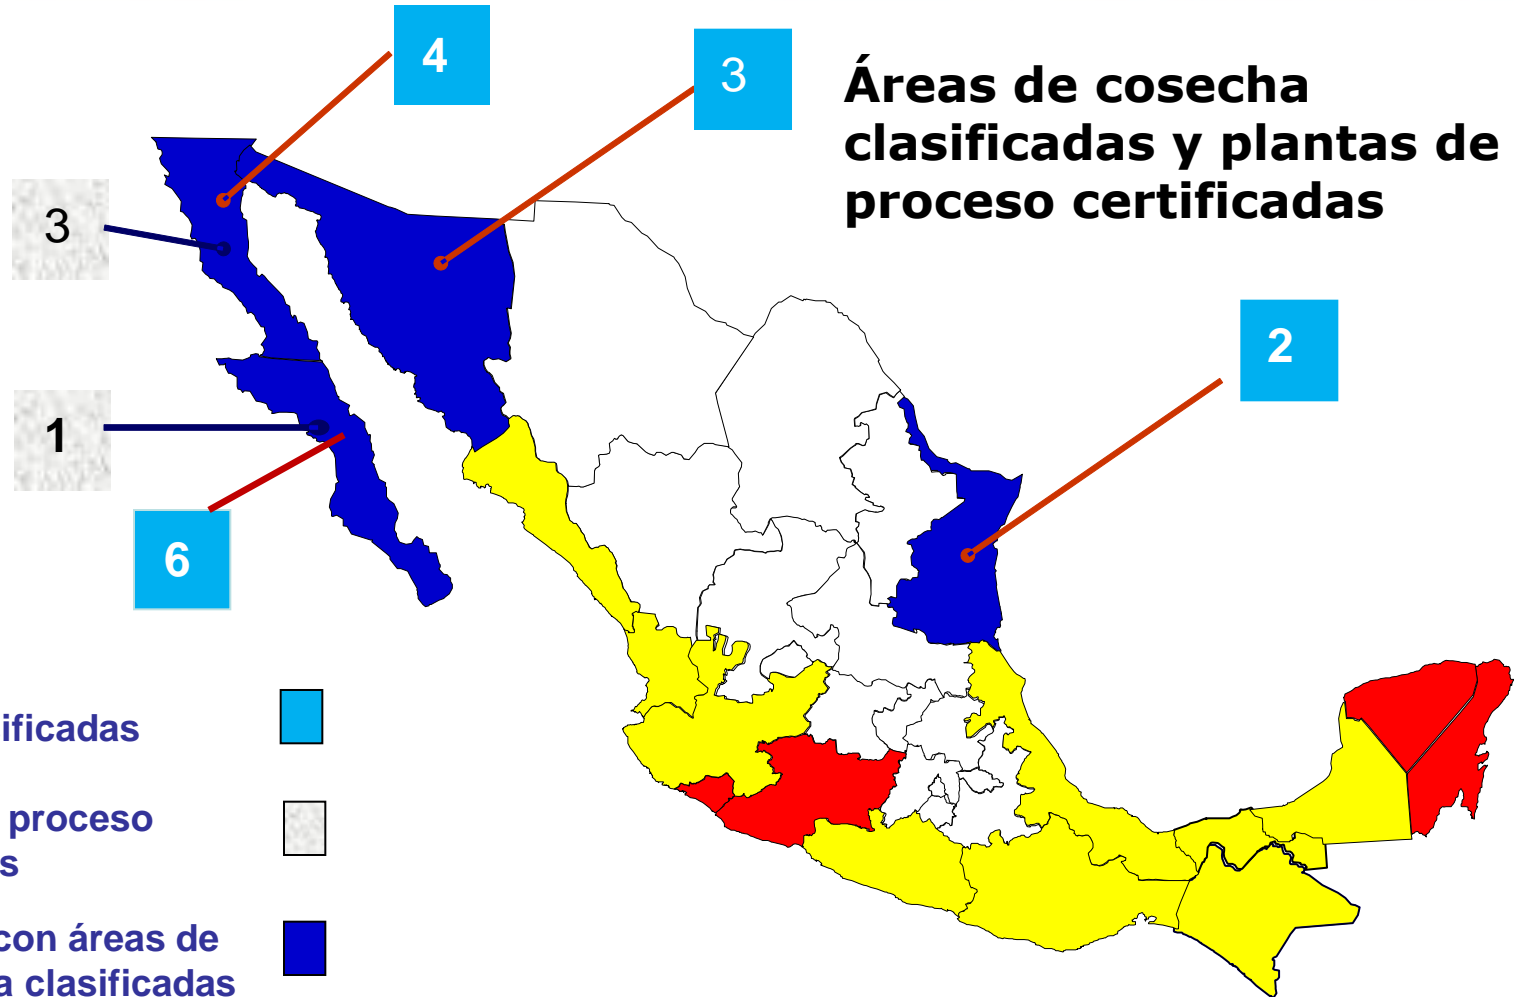 4
3
Áreas de cosecha
clasificadas y plantas de
proceso certificadas
3
2
1
6
proceso
con áreas de
clasificadas